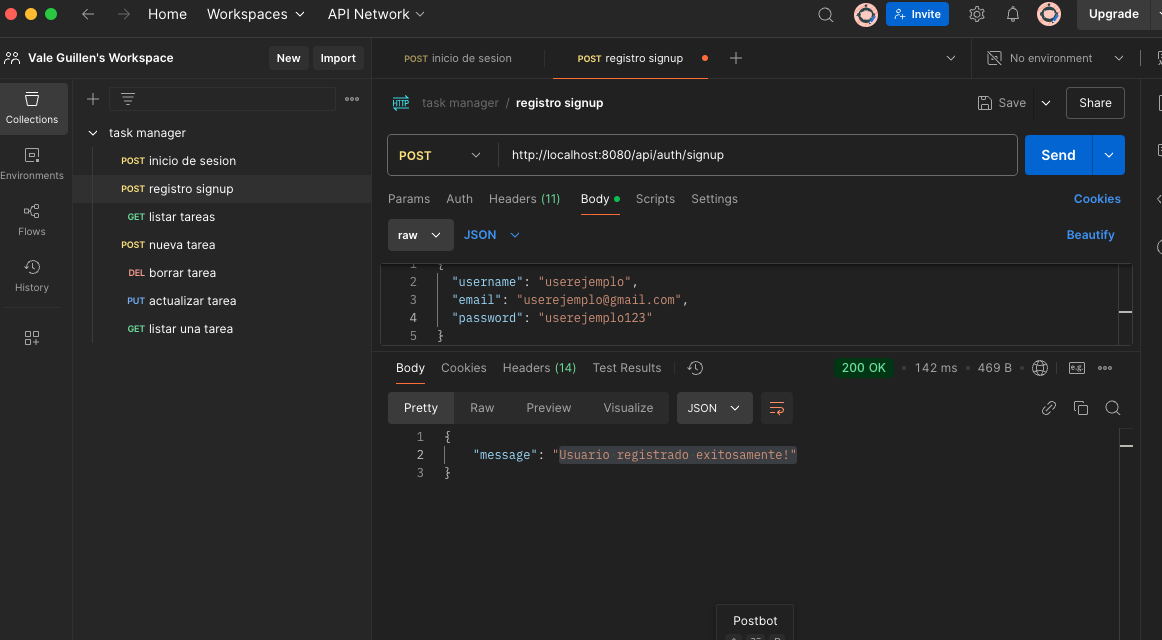 Home Workspaces API Network Invite Upgrade
Vale Guillen's Workspace New Import POST inicio de sesion POST registro signup No environment
Collections
Environments
Flows
History
task manager
POST inicio de sesion
POST registro signup
GET listar tareas
POST nueva tarea
DEL borrar tarea
PUT actualizar tarea
GET listar una tarea
HTTP task manager / registro signup Save Share
POST http://localhost:8080/api/auth/signup Send
Params Auth Headers (11) Body Scripts Settings Cookies
raw JSON Beautify
1 {
2 "username": "userejemplo",
3 "email": "userejemplo@gmail.com",
4 "password": "userejemplo123"
5 }
Body Cookies Headers (14) Test Results 200 OK • 142 ms • 469 B • e.g.
Pretty Raw Preview Visualize JSON
1 {
2 "message": "Usuario registrado exitosamente!"
3 }
Postbot